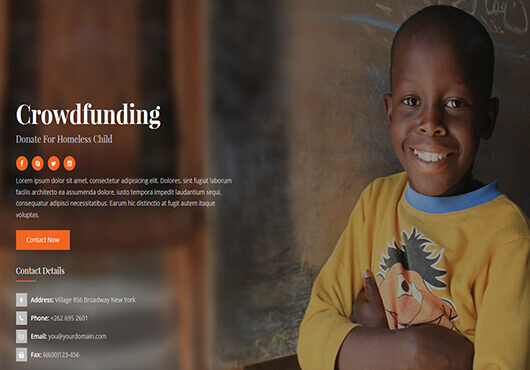 Crowdfunding
Donate For Homeless Child
Lorem ipsum dolor sit amet, consectetur adipisicing elit. Dolores, sint fugiat laborum
facilis architecto ea assumenda dolore, iusto tempora impedit laudantium sequi,
consequatur adipisci necessitatibus. Earum hic distinctio at fugit autem itaque
voluptas.
Contact Now
Contact Details
Address: Village 856 Broadway New York
Phone: +262 695 2601
Email: you@yourdomain.com
Fax: 6(600)123-456